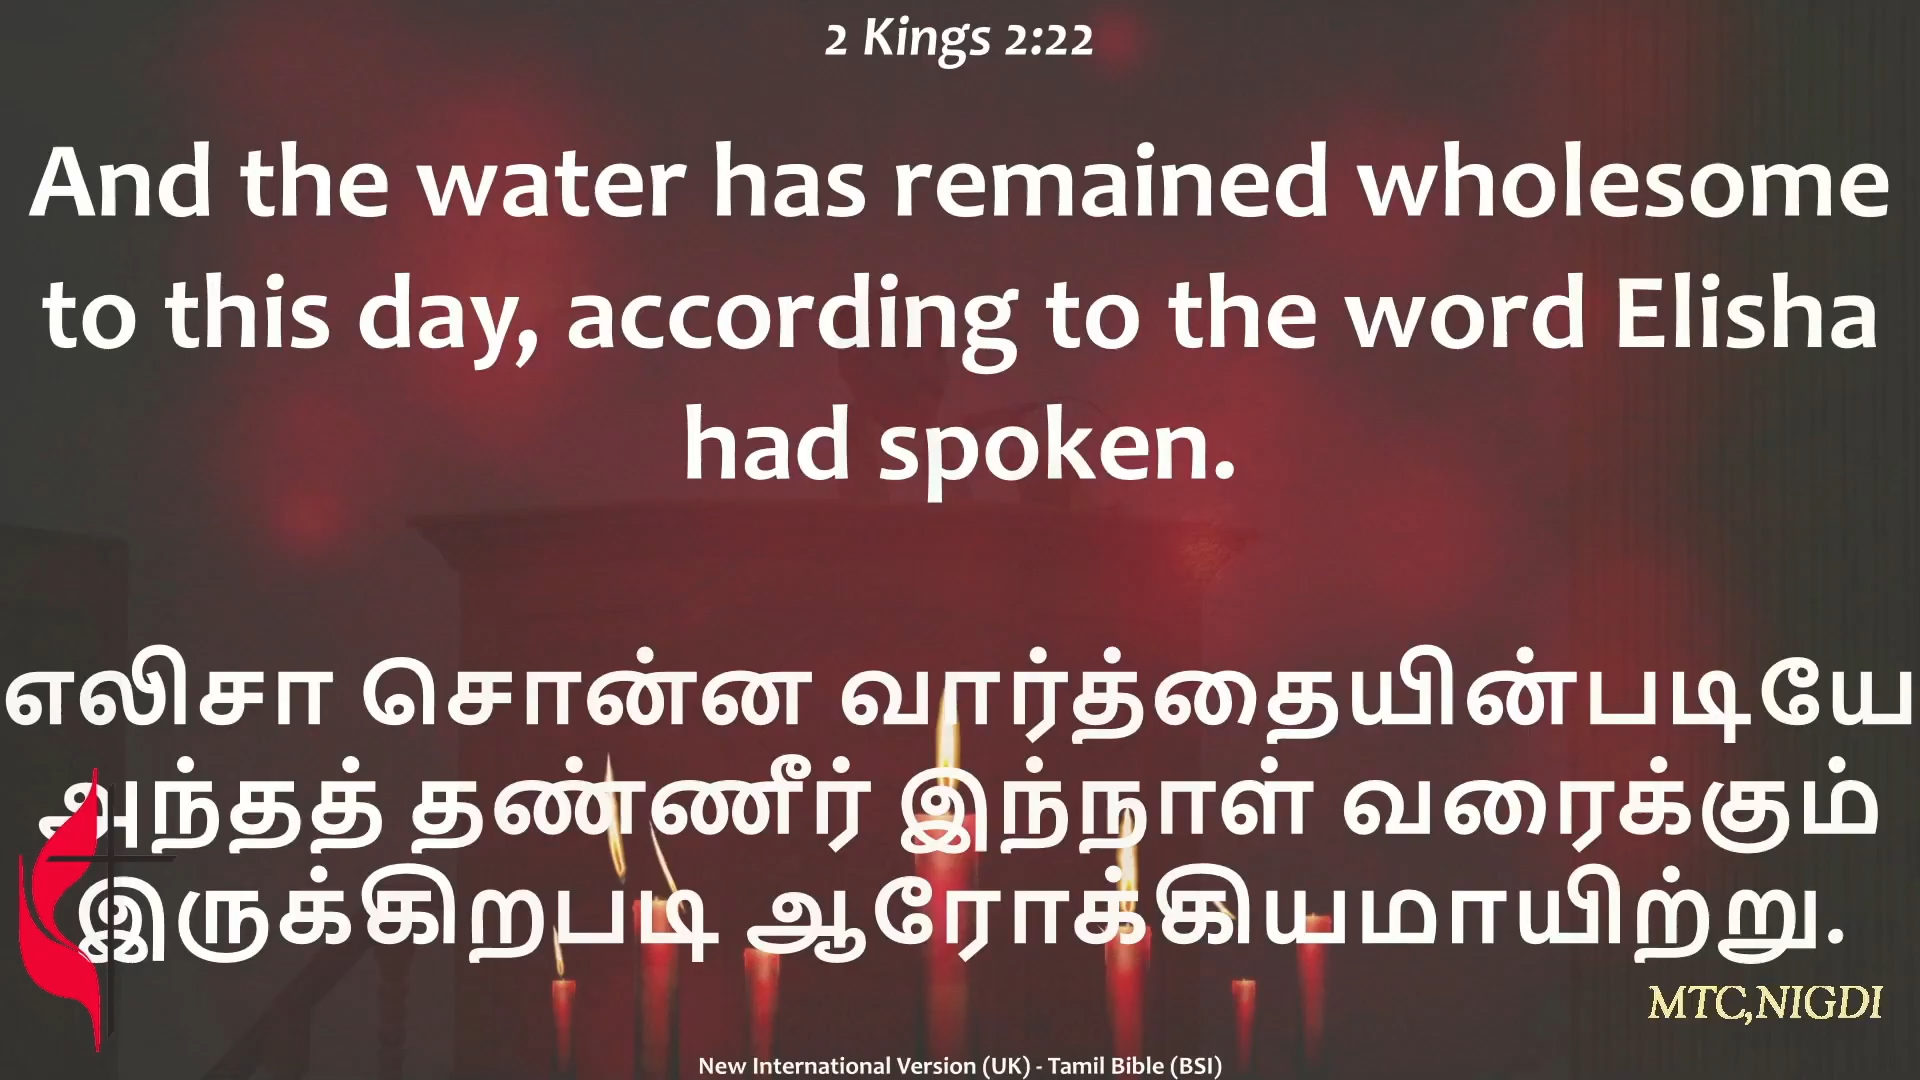 2 Kings 2:22
And the water has remained wholesome
to this day, according to the word Elisha
had spoken.
எலிசா சொன்ன வார்த்தையின்படியே
அந்தத் தண்ணீர் இந்நாள் வரைக்கும்
இருக்கிறபடி ஆரோக்கியமாயிற்று.
MTC,NIGDI
New International Version (UK) - Tamil Bible (BSI)